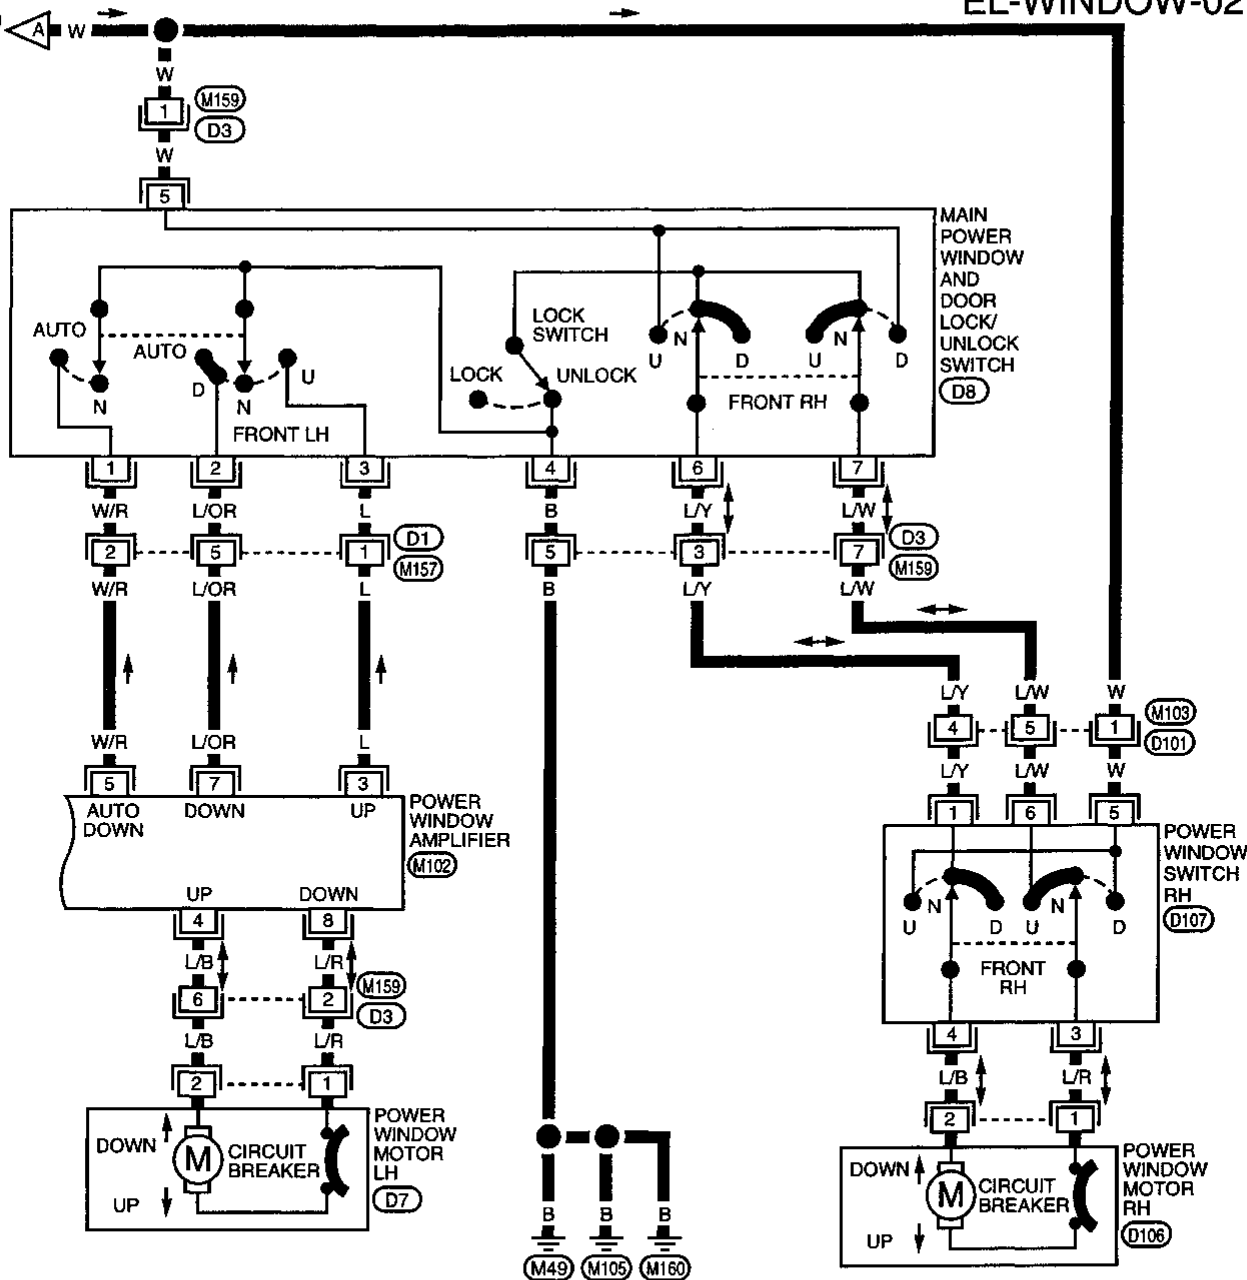 EL-WINDOW-02
A W
W
1 M159
D3
W
5
MAIN
POWER
WINDOW
AND
DOOR
LOCK/
UNLOCK
SWITCH
D8
AUTO
AUTO
N
D
N
U
FRONT LH
LOCK
SWITCH
LOCK
UNLOCK
U
N
D
U
N
D
FRONT RH
1 2 3 4 6 7
W/R L/OR L B L/Y L/W
2 5 1 D1
M157
5 3 7 D3
M159
W/R L/OR L B L/Y L/W
L/Y L/W W
4 5 1 M103
D101
L/Y L/W W
W/R L/OR L
5 7 3
AUTO
DOWN
DOWN
UP
POWER
WINDOW
AMPLIFIER
M102
UP DOWN
4 8
L/B L/R
6 2 M159
D3
L/B L/R
2 1
POWER
WINDOW
MOTOR
LH
D7
DOWN
UP
M
CIRCUIT
BREAKER
B B B
M49 M105 M160
1 6 5
POWER
WINDOW
SWITCH
RH
D107
U N D U N D
FRONT
RH
4 3
L/B L/R
2 1
POWER
WINDOW
MOTOR
RH
D106
DOWN
UP
M
CIRCUIT
BREAKER